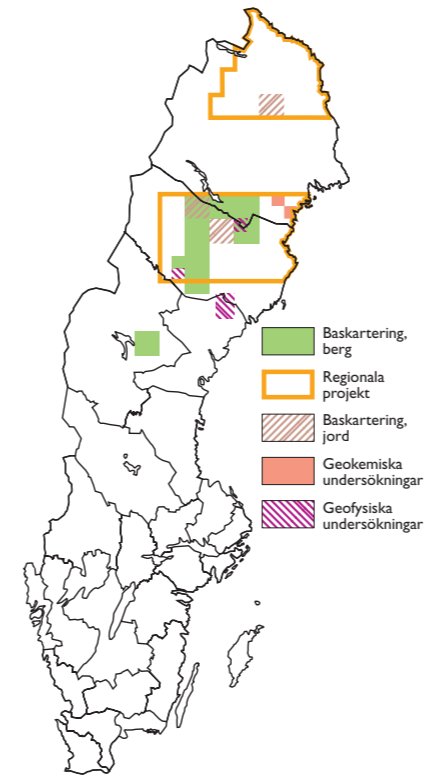 Baskartering,
berg
Regionala
projekt
Baskartering,
jord
Geokemiska
undersökningar
Geofysiska
undersökningar